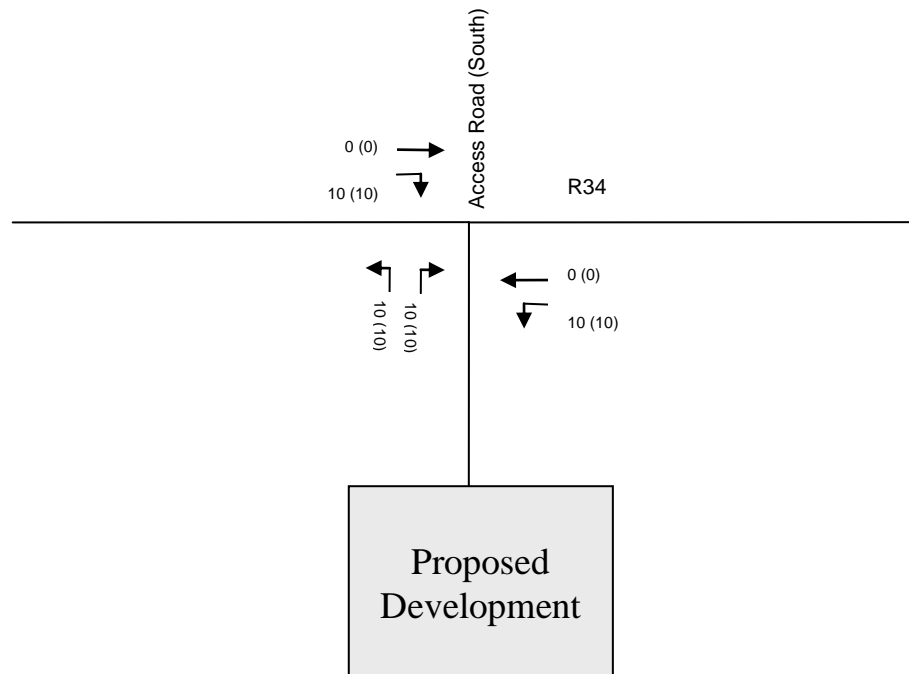 Access Road (South)
0 (0)
10 (10)
R34
10 (10)
10 (10)
0 (0)
10 (10)
Proposed
Development